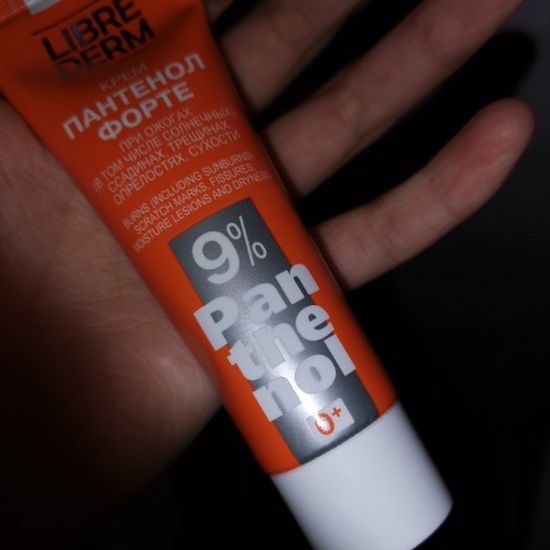 LIBRE
DERM
КРЕМ
ПАНТЕНОЛ
ФОРТЕ
ПРИ ОЖОГАХ
(В ТОМ ЧИСЛЕ СОЛНЕЧНЫХ),
ССАДИНАХ, ТРЕЩИНАХ,
ОПРЕЛОСТЯХ, СУХОСТИ
BURNS (INCLUDING SUNBURNS),
SCRATCH MARKS, FISSURES,
MOISTURE LESIONS AND DRYNESS
9%
Pan
the
nol
0+